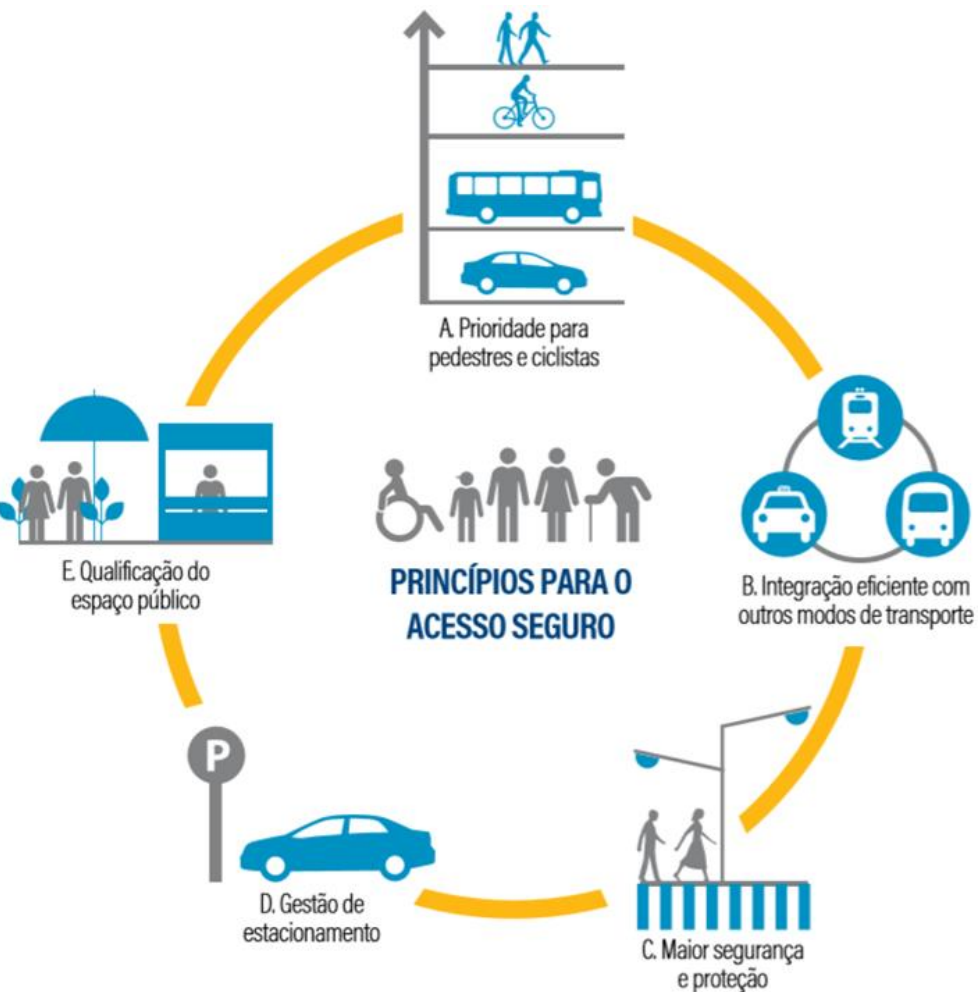 A. Prioridade para
pedestres e ciclistas
B. Integração eficiente com
outros modos de transporte
PRINCÍPIOS PARA O
ACESSO SEGURO
E. Qualificação do
espaço público
P
D. Gestão de
estacionamento
C. Maior segurança
e proteção